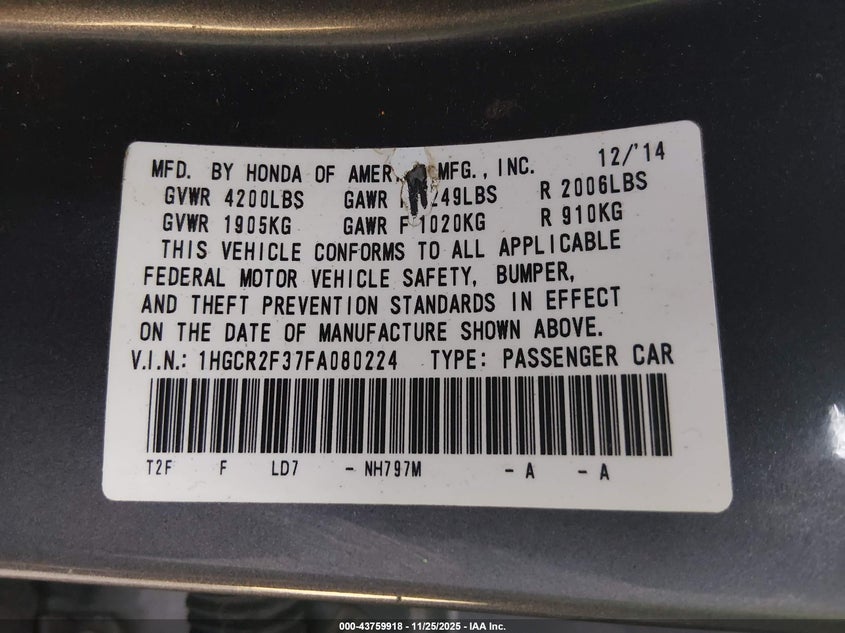 MFD. BY HONDA OF MFG., INC. 12/'14
GVWR 4200LBS GAWR 249LBS R 2006LBS
GVWR 1905KG GAWR F 1020KG R 910KG
THIS VEHICLE CONFORMS TO ALL APPLICABLE
FEDERAL MOTOR VEHICLE SAFETY, BUMPER,
AND THEFT PREVENTION STANDARDS IN EFFECT
ON THE DATE OF MANUFACTURE SHOWN ABOVE.
V.I.N.: 1HGCR2F37FA080224 TYPE: PASSENGER CAR
T2F F LD7 - NH797M - A - A
000-43759918 - 11/25/2025 - IAA Inc.